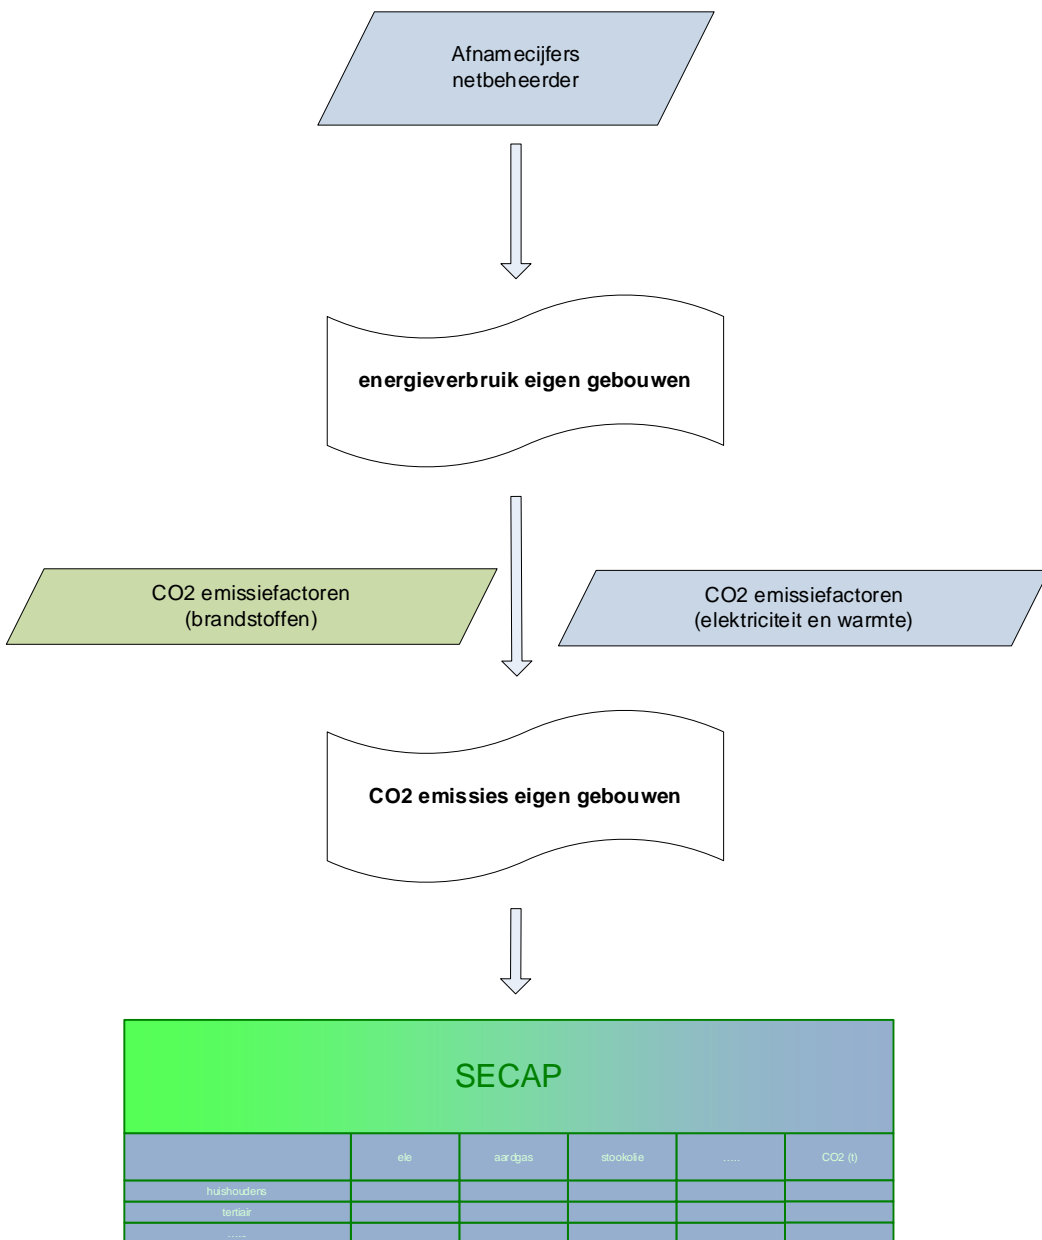 Afnamecijfers
netbeheerder
energieverbruik eigen gebouwen
CO2 emissiefactoren
(brandstoffen)
CO2 emissiefactoren
(elektriciteit en warmte)
CO2 emissies eigen gebouwen
SECAP
ele aardgas stookolie ..... CO2 (t)
huishoudens
tertiair
.....